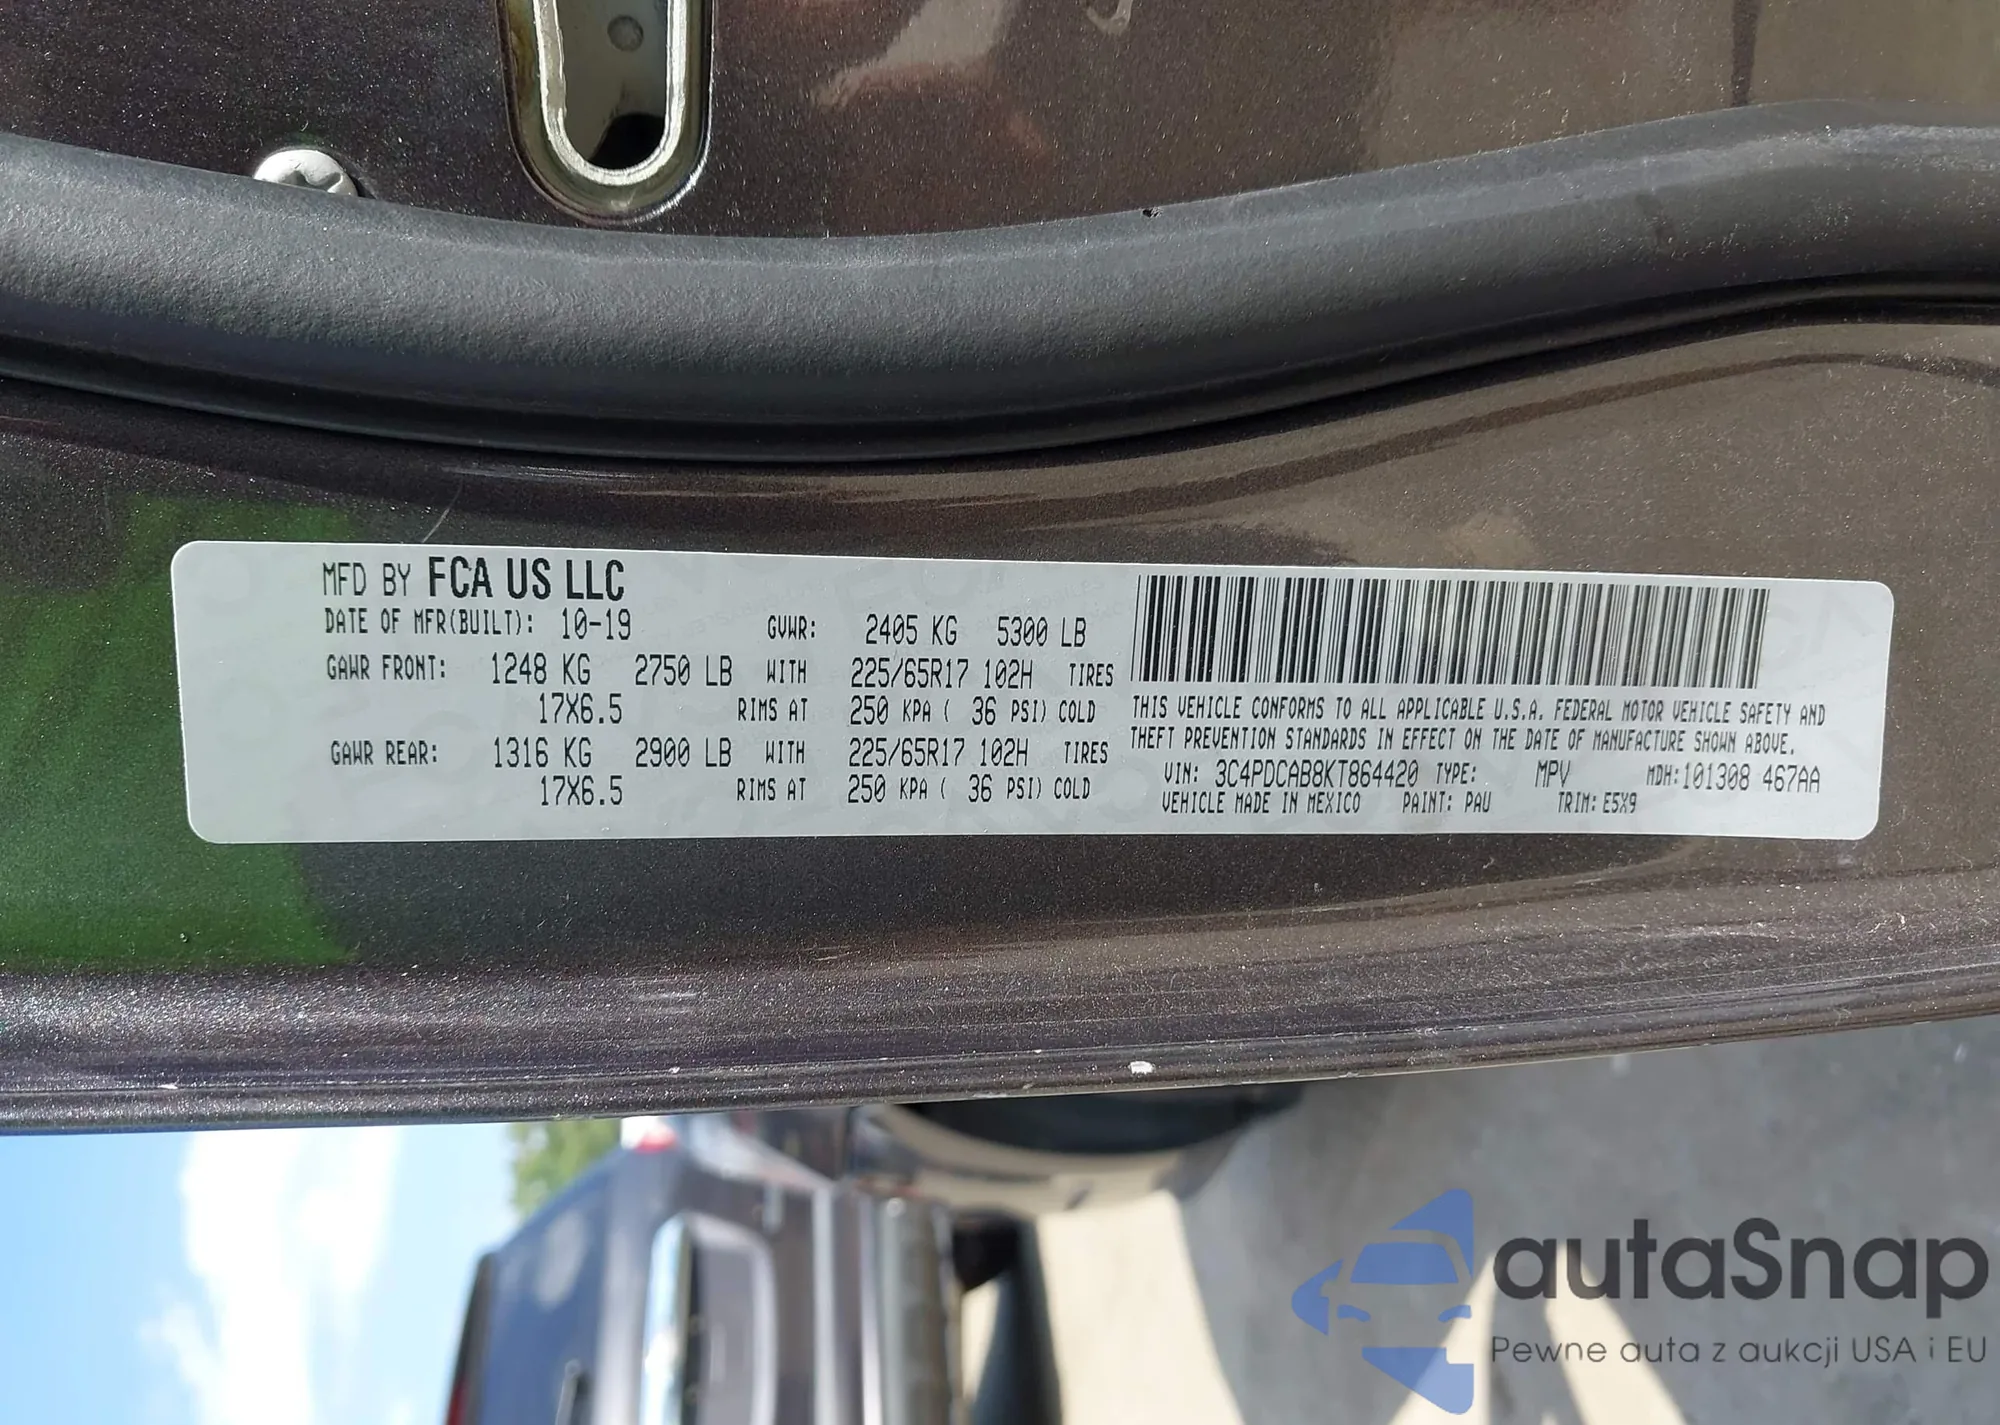 MFD BY FCA US LLC
DATE OF MFR(BUILT): 10-19 GVWR: 2405 KG 5300 LB
GAWR FRONT: 1248 KG 2750 LB WITH 225/65R17 102H TIRES
17X6.5 RIMS AT 250 KPA ( 36 PSI) COLD
GAWR REAR: 1316 KG 2900 LB WITH 225/65R17 102H TIRES
17X6.5 RIMS AT 250 KPA ( 36 PSI) COLD
THIS VEHICLE CONFORMS TO ALL APPLICABLE U.S.A. FEDERAL MOTOR VEHICLE SAFETY AND
THEFT PREVENTION STANDARDS IN EFFECT ON THE DATE OF MANUFACTURE SHOWN ABOVE.
VIN: 3C4PDCAB8KT864420 TYPE: MPV MDH:101308 467AA
VEHICLE MADE IN MEXICO PAINT: PAU TRIM: E5X9
autaSnap
Pewne auta z aukcji USA i EU